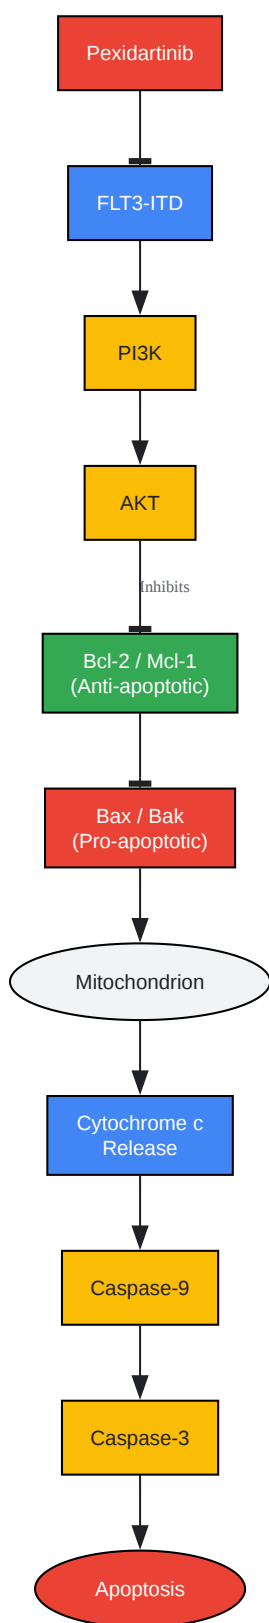 Pexidartinib
FLT3-ITD
PI3K
AKT
Inhibits
Bcl-2 / Mcl-1
(Anti-apoptotic)
Bax / Bak
(Pro-apoptotic)
Mitochondrion
Cytochrome c
Release
Caspase-9
Caspase-3
Apoptosis